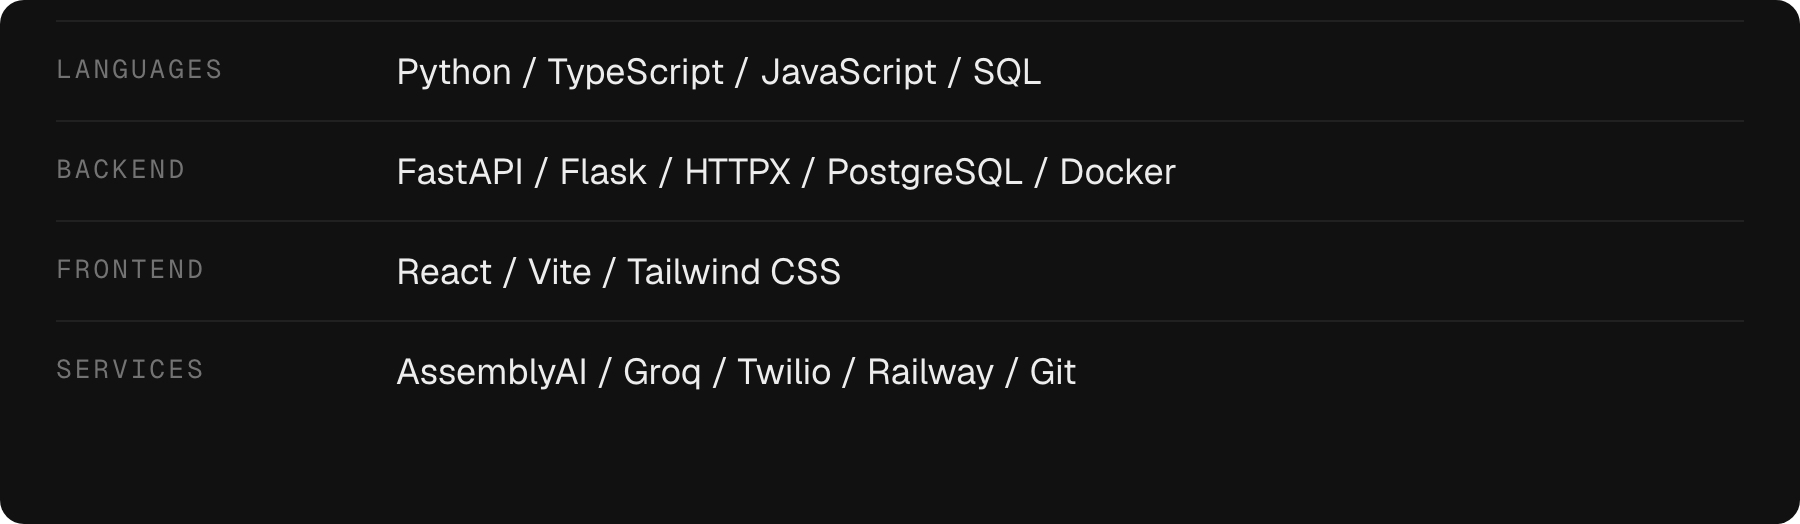 LANGUAGES Python / TypeScript / JavaScript / SQL
BACKEND FastAPI / Flask / HTTPX / PostgreSQL / Docker
FRONTEND React / Vite / Tailwind CSS
SERVICES AssemblyAI / Groq / Twilio / Railway / Git